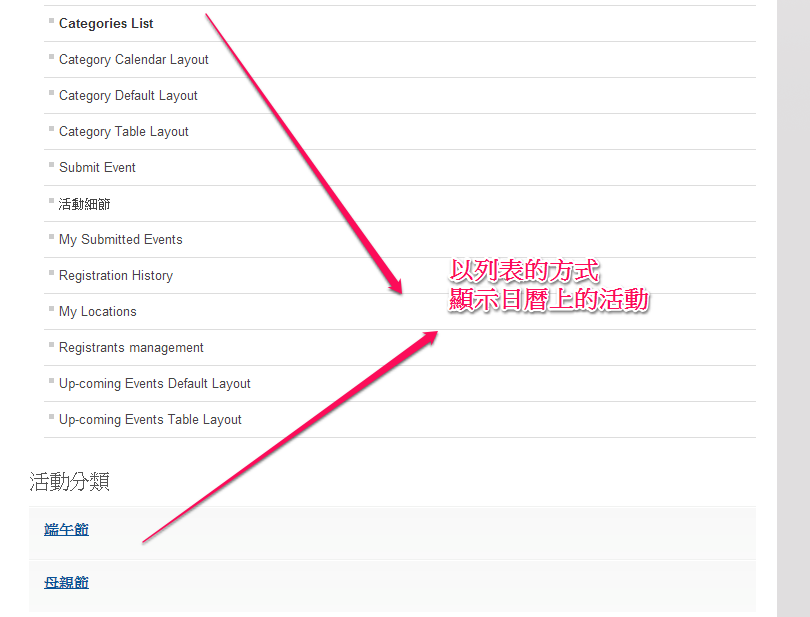 Categories List
Category Calendar Layout
Category Default Layout
Category Table Layout
Submit Event
活動細節
My Submitted Events
Registration History
以列表的方式
顯示日曆上的活動
My Locations
Registrants management
Up-coming Events Default Layout
Up-coming Events Table Layout
活動分類
端午節
母親節